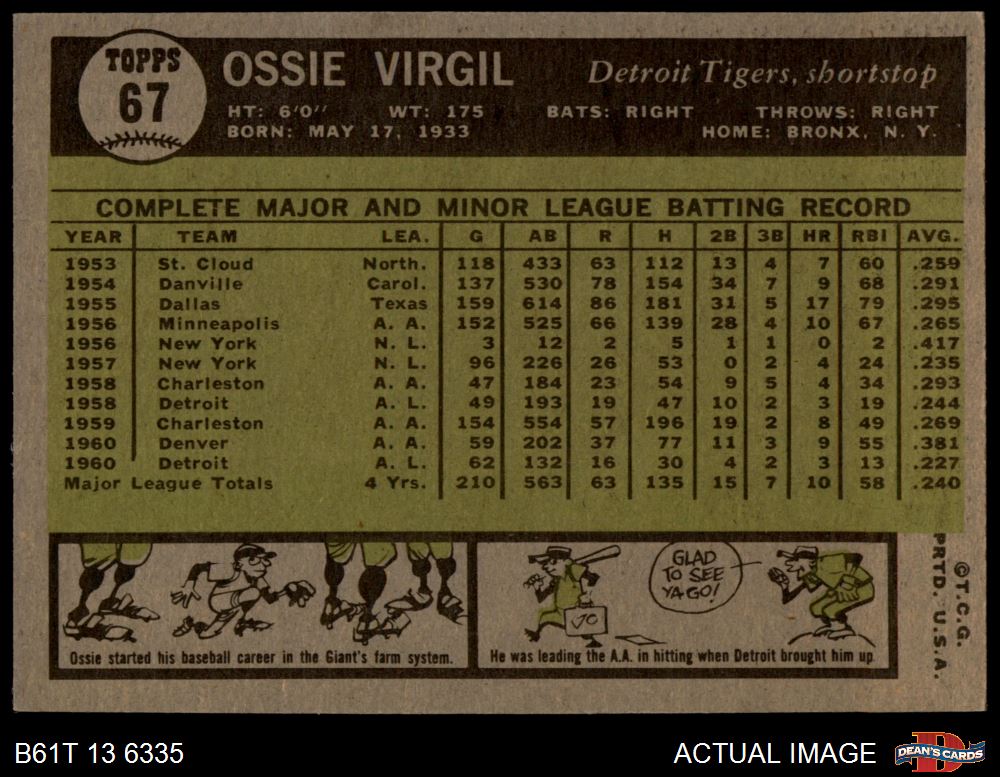 TOPPS
67
OSSIE VIRGIL
Detroit Tigers, shortstop
HT: 6'0" WT: 175 BATS: RIGHT THROWS: RIGHT
BORN: MAY 17, 1933 HOME: BRONX, N. Y.
COMPLETE MAJOR AND MINOR LEAGUE BATTING RECORD
YEAR TEAM LEA. G AB R H 2B 3B HR RBI AVG.
1953 St. Cloud North. 118 433 63 112 13 4 7 60 .259
1954 Danville Carol. 137 530 78 154 34 7 9 68 .291
1955 Dallas Texas 159 614 86 181 31 5 17 79 .295
1956 Minneapolis A. A. 152 525 66 139 28 4 10 67 .265
1956 New York N. L. 3 12 2 5 1 1 0 2 .417
1957 New York N. L. 96 226 26 53 0 2 4 24 .235
1958 Charleston A. A. 47 184 23 54 9 5 4 34 .293
1958 Detroit A. L. 49 193 19 47 10 2 3 19 .244
1959 Charleston A. A. 154 554 57 196 19 2 8 49 .269
1960 Denver A. A. 59 202 37 77 11 3 9 55 .381
1960 Detroit A. L. 62 132 16 30 4 2 3 13 .227
Major League Totals 4 Yrs. 210 563 63 135 15 7 10 58 .240
Ossie started his baseball career in the Giant's farm system.
GLAD
TO SEE
YA GO!
He was leading the A.A. in hitting when Detroit brought him up
©T.C.G.
PRTD. U.S.A.
B61T 13 6335
ACTUAL IMAGE
DEAN'S CARDS